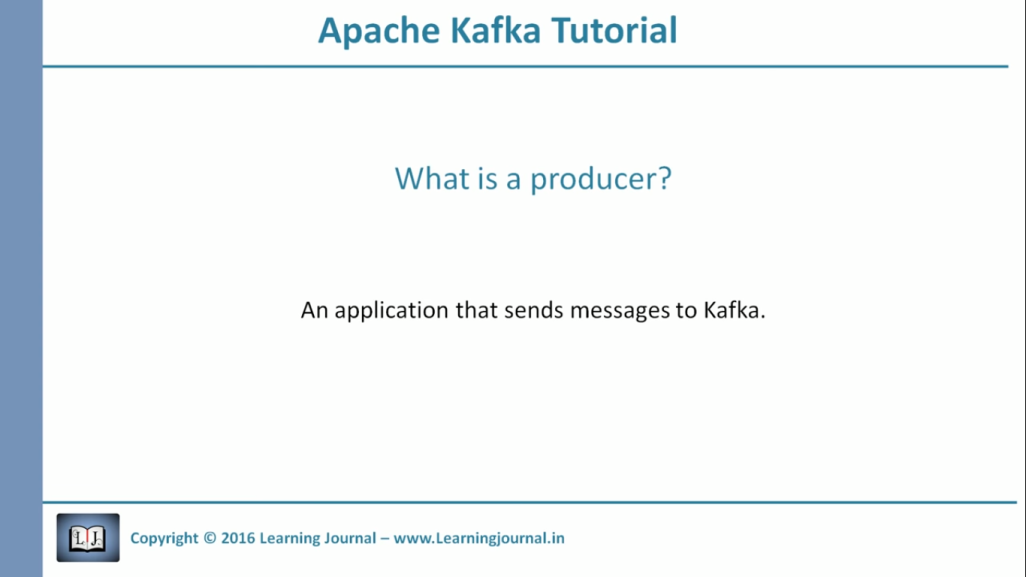 Apache Kafka Tutorial
What is a producer?
An application that sends messages to Kafka.
L J
Copyright © 2016 Learning Journal – www.Learningjournal.in